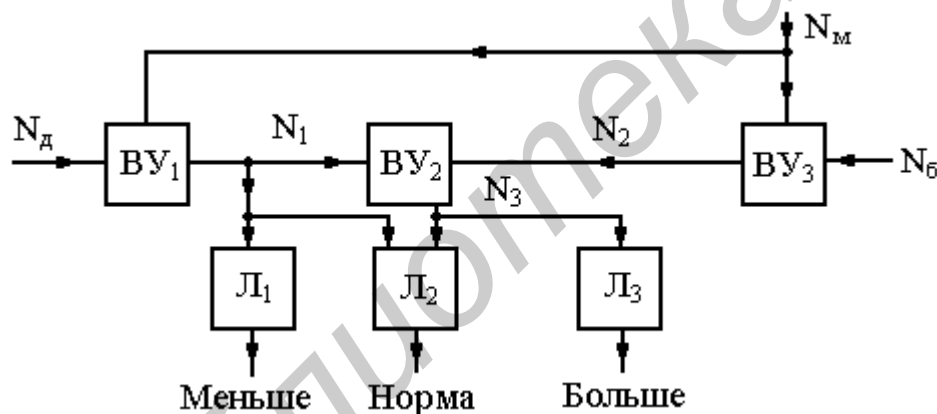 Nм
Nд
ВУ1
N1
ВУ2
N2
ВУ3
Nб
N3
Л1
Л2
Л3
Меньше
Норма
Больше